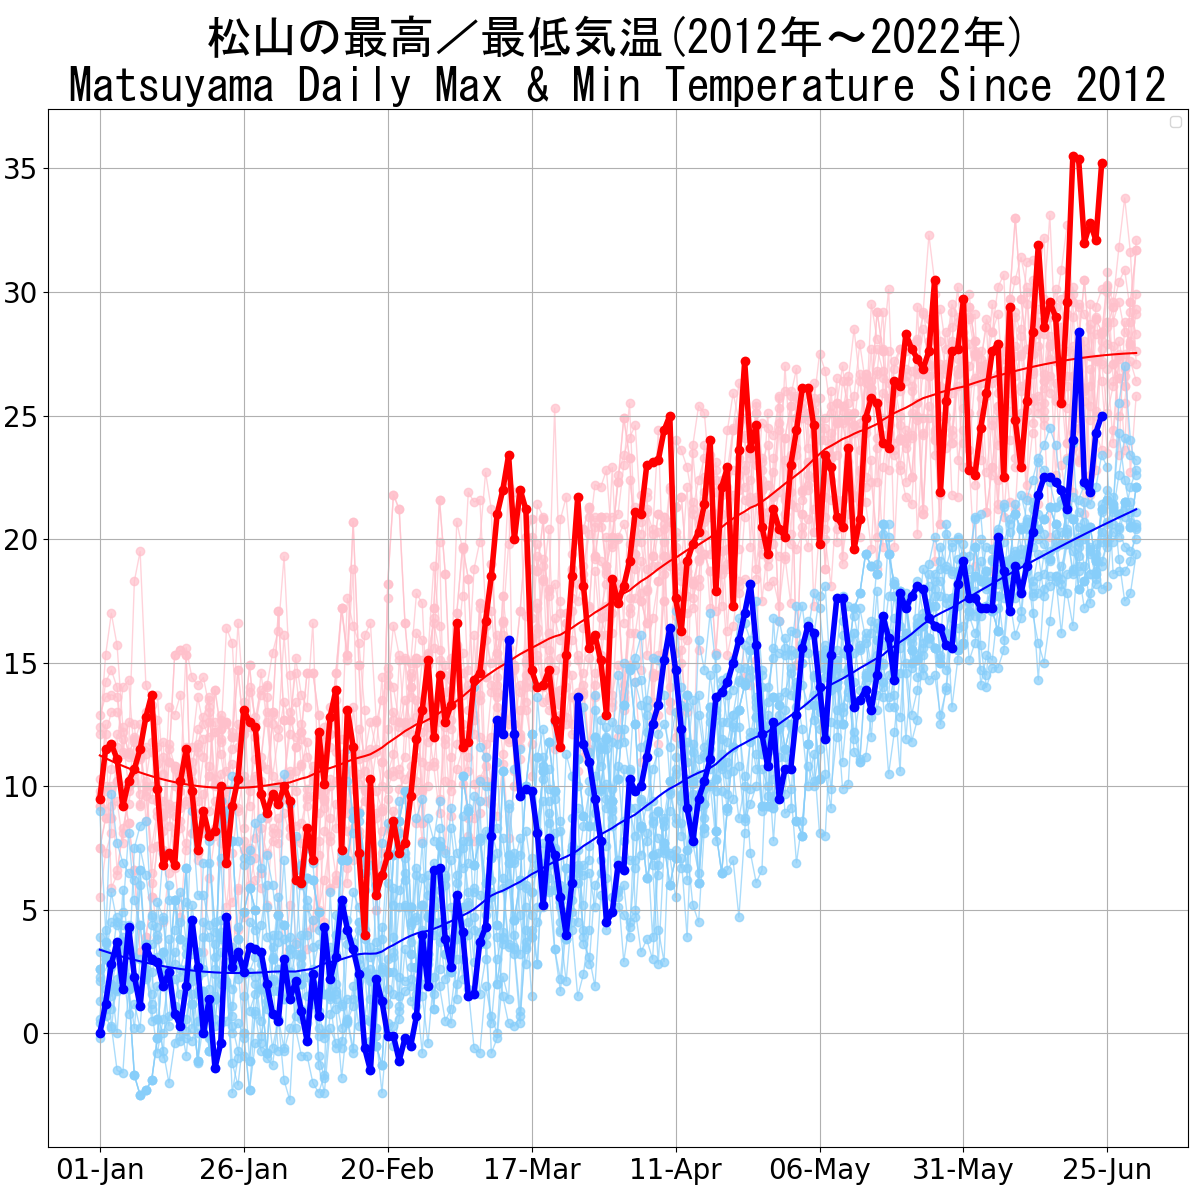 松山の最高／最低気温(2012年～2022年)
Matsuyama Daily Max & Min Temperature Since 2012
35
30
25
20
15
10
5
0
01-Jan 26-Jan 20-Feb 17-Mar 11-Apr 06-May 31-May 25-Jun